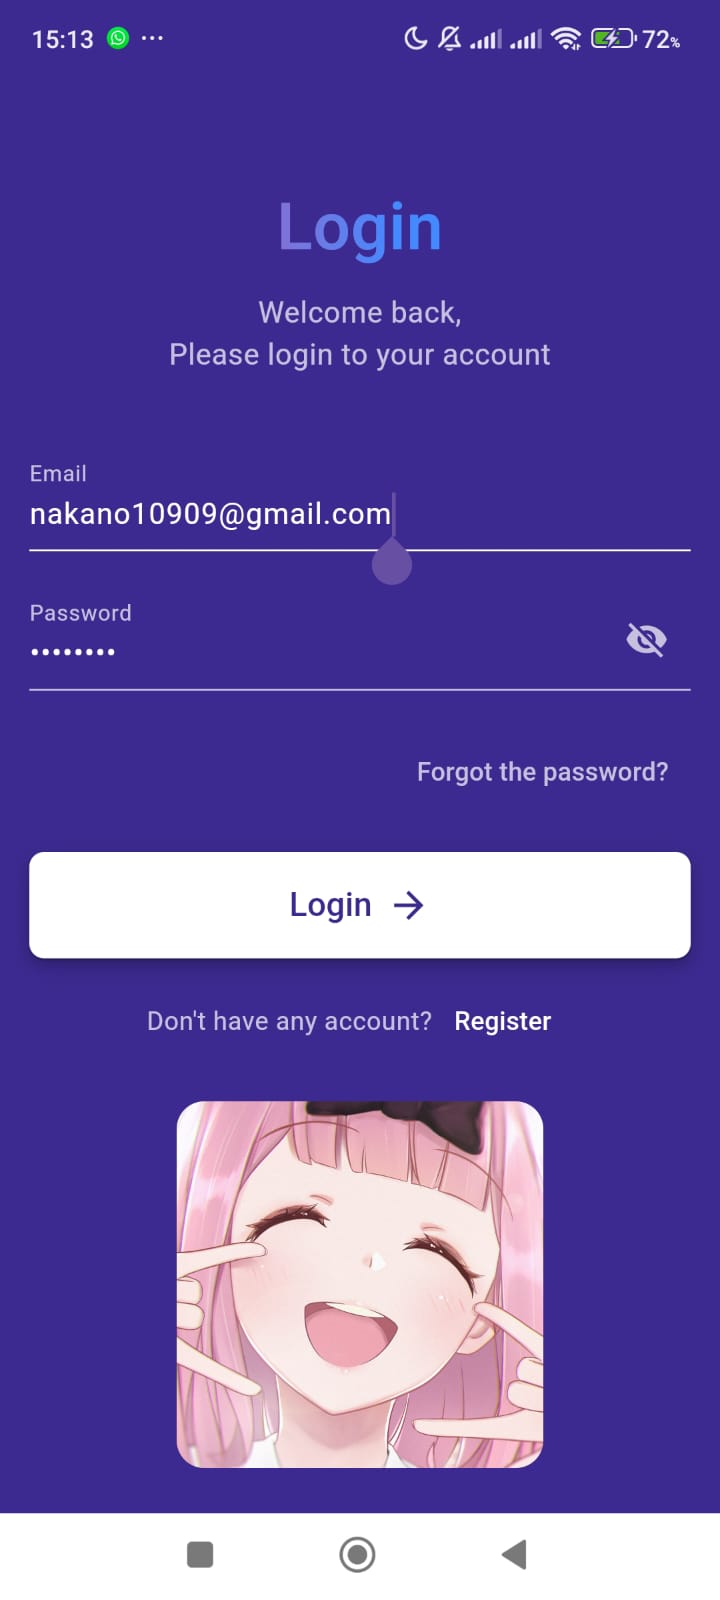 15:13 ... 72%
Login
Welcome back,
Please login to your account
Email
nakano10909@gmail.com
Password
••••••••
Forgot the password?
Login →
Don't have any account? Register